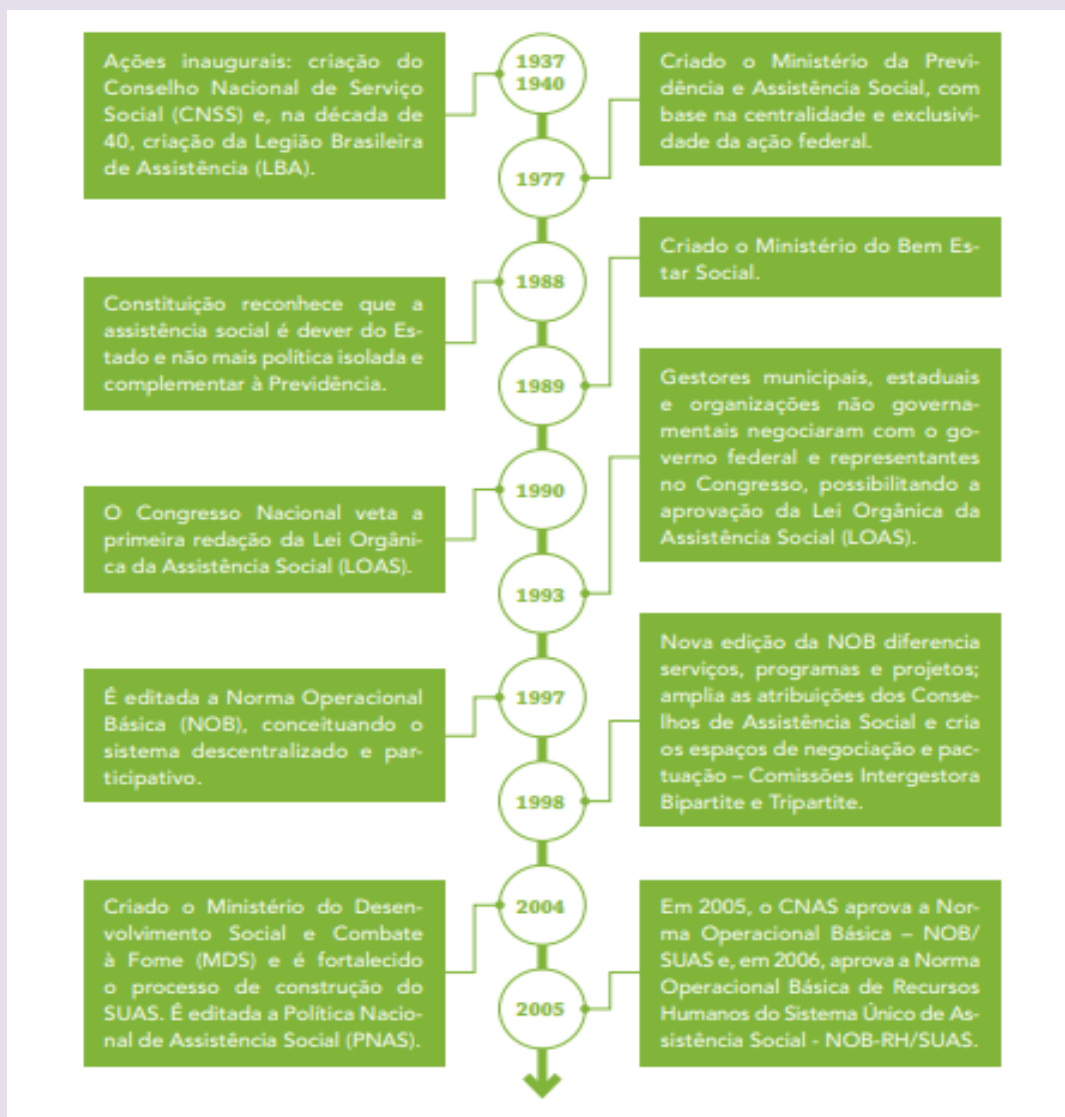 1937
1940
Ações inaugurais: criação do
Conselho Nacional de Serviço
Social (CNSS) e, na década de
40, criação da Legião Brasileira
de Assistência (LBA).
1977
Criado o Ministério da Previ-
dência e Assistência Social, com
base na centralidade e exclusivi-
dade da ação federal.
1988
Constituição reconhece que a
assistência social é dever do Es-
tado e não mais política isolada e
complementar à Previdência.
1989
Criado o Ministério do Bem Es-
tar Social.
1990
O Congresso Nacional veta a
primeira redação da Lei Orgâni-
ca da Assistência Social (LOAS).
1993
Gestores municipais, estaduais
e organizações não governa-
mentais negociaram com o go-
verno federal e representantes
no Congresso, possibilitando a
aprovação da Lei Orgânica da
Assistência Social (LOAS).
1997
É editada a Norma Operacional
Básica (NOB), conceituando o
sistema descentralizado e par-
ticipativo.
1998
Nova edição da NOB diferencia
serviços, programas e projetos;
amplia as atribuições dos Conse-
lhos de Assistência Social e cria
os espaços de negociação e pac-
tuação – Comissões Intergestora
Bipartite e Tripartite.
2004
Criado o Ministério do Desen-
volvimento Social e Combate
à Fome (MDS) e é fortalecido
o processo de construção do
SUAS. É editada a Política Nacio-
nal de Assistência Social (PNAS).
2005
Em 2005, o CNAS aprova a Nor-
ma Operacional Básica – NOB/
SUAS e, em 2006, aprova a Norma
Operacional Básica de Recursos
Humanos do Sistema Único de As-
sistência Social - NOB-RH/SUAS.